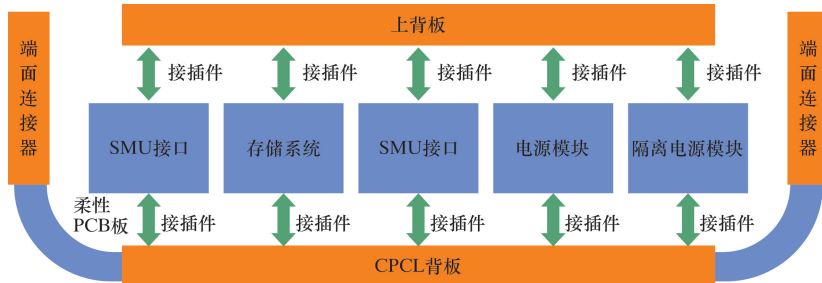 上背板
端面连接器
端面连接器
接插件
接插件
接插件
接插件
接插件
SMU接口
存储系统
SMU接口
电源模块
隔离电源模块
柔性
PCB板
接插件
接插件
接插件
接插件
接插件
CPCL背板